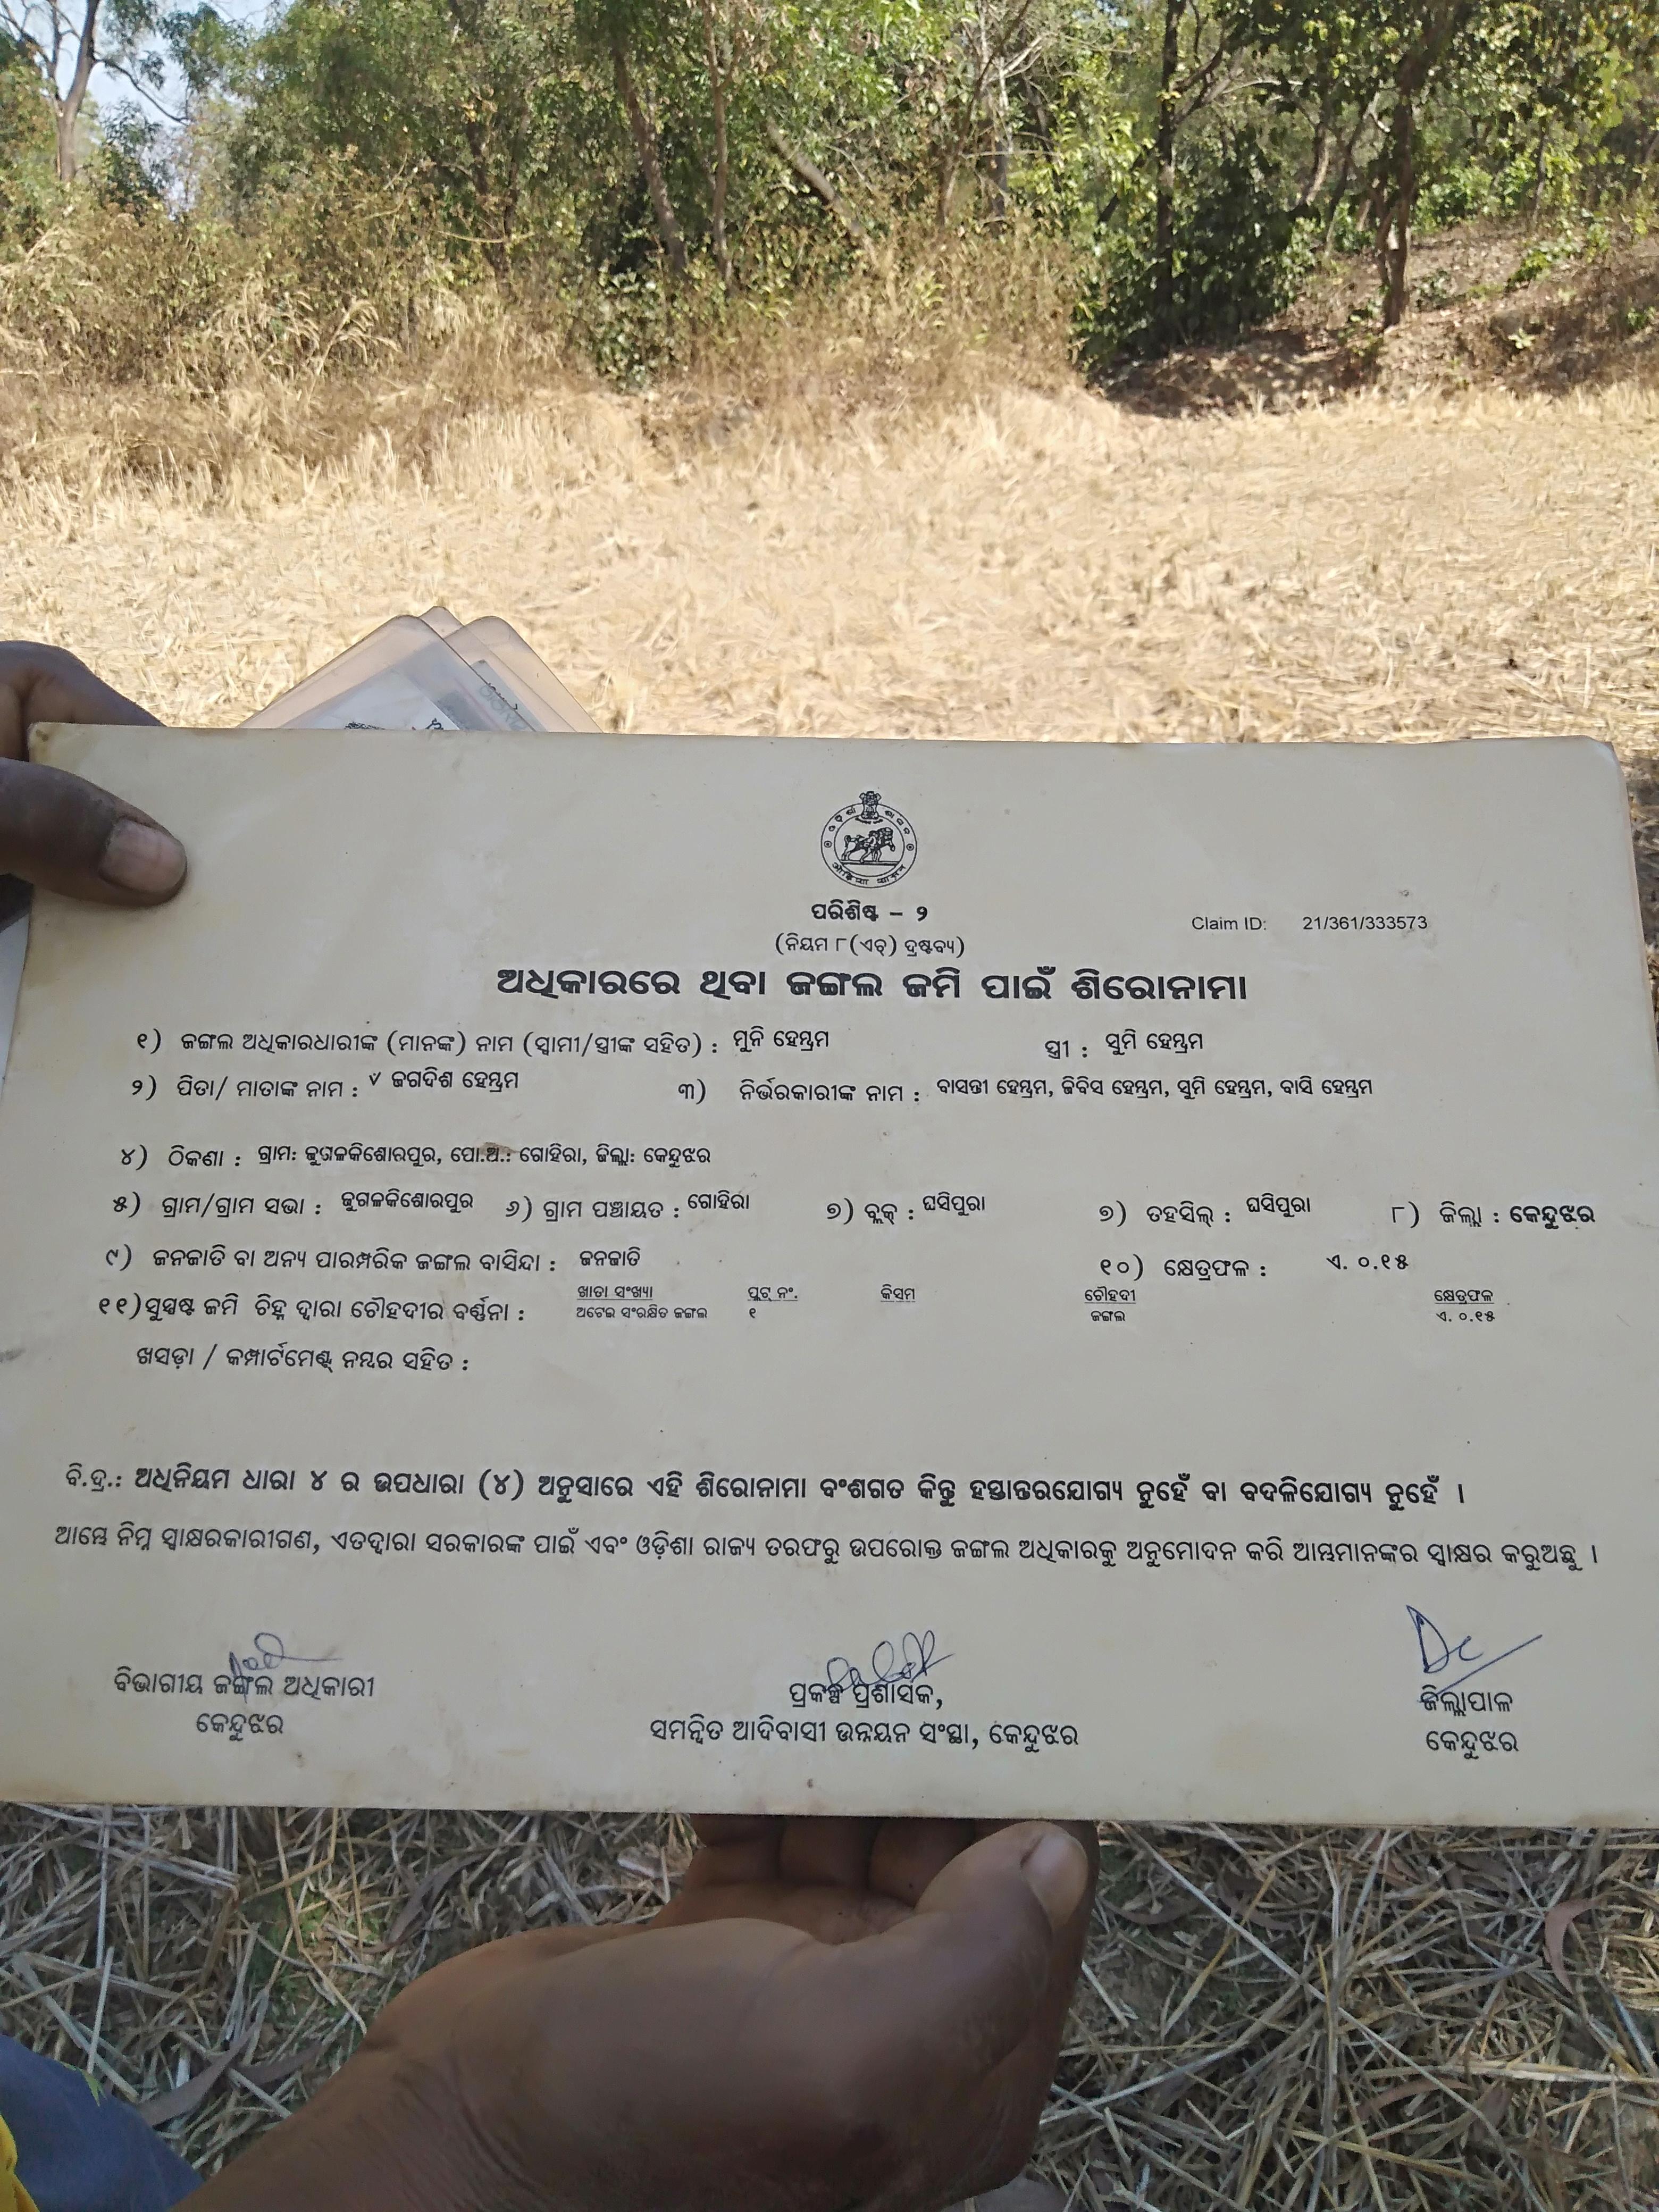 ପରିଶିଷ୍ଟ – ୨
Claim ID: 21/361/333573
(ନିୟମ ୮(ଏଚ୍) ଦ୍ରଷ୍ଟବ୍ୟ)
ଅଧିକାରରେ ଥିବା ଜଙ୍ଗଲ ଜମି ପାଇଁ ଶିରୋନାମା
୧) ଜଙ୍ଗଲ ଅଧିକାରଧାରୀଙ୍କ (ମାନଙ୍କ) ନାମ (ସ୍ୱାମୀ/ସ୍ତ୍ରୀଙ୍କ ସହିତ) : ମୁନି ହେମ୍ବ୍ରମ ସ୍ତ୍ରୀ : ସୁମି ହେମ୍ବ୍ରମ
୨) ପିତା/ ମାତାଙ୍କ ନାମ : ଜଗଦିଶ ହେମ୍ବ୍ରମ ୩) ନିର୍ଭରକାରୀଙ୍କ ନାମ : ବାସନ୍ତୀ ହେମ୍ବ୍ରମ, ଜିବିସ ହେମ୍ବ୍ରମ, ସୁମି ହେମ୍ବ୍ରମ, ବାସି ହେମ୍ବ୍ରମ
୪) ଠିକଣା : ଗ୍ରାମ: ଜୁଗଳକିଶୋରପୁର, ପୋ.ଅ.: ଗୋହିରା, ଜିଲ୍ଲା: କେନ୍ଦୁଝର
୫) ଗ୍ରାମ/ଗ୍ରାମ ସଭା : ଜୁଗଳକିଶୋରପୁର ୬) ଗ୍ରାମ ପଞ୍ଚାୟତ : ଗୋହିରା ୭) ବ୍ଲକ୍ : ଘସିପୁରା ୭) ତହସିଲ୍ : ଘସିପୁରା ୮) ଜିଲ୍ଲା : କେନ୍ଦୁଝର
୯) ଜନଜାତି ବା ଅନ୍ୟ ପାରମ୍ପରିକ ଜଙ୍ଗଲ ବାସିନ୍ଦା : ଜନଜାତି ୧୦) କ୍ଷେତ୍ରଫଳ : ଏ. ୦.୧୫
୧୧) ସୁସ୍ପଷ୍ଟ ଜମି ଚିହ୍ନ ଦ୍ୱାରା ଚୌହଦୀର ବର୍ଣ୍ଣନା : ଖାତା ସଂଖ୍ୟା ପ୍ଲଟ୍ ନଂ. କିସମ ଚୌହଦୀ କ୍ଷେତ୍ରଫଳ
ଅଟେଇ ସଂରକ୍ଷିତ ଜଙ୍ଗଲ ୧ ଜଙ୍ଗଲ ଏ. ୦.୧୫
ଖସଡ଼ା / କମ୍ପାର୍ଟମେଣ୍ଟ୍ ନମ୍ବର ସହିତ :
ବି.ଦ୍ର.: ଅଧିନିୟମ ଧାରା ୪ ର ଉପଧାରା (୪) ଅନୁସାରେ ଏହି ଶିରୋନାମା ବଂଶଗତ କିନ୍ତୁ ହସ୍ତାନ୍ତରଯୋଗ୍ୟ ନୁହେଁ ବା ବଦଳିଯୋଗ୍ୟ ନୁହେଁ ।
ଆମ୍ଭେ ନିମ୍ନ ସ୍ୱାକ୍ଷରକାରୀଗଣ, ଏତଦ୍ୱାରା ସରକାରଙ୍କ ପାଇଁ ଏବଂ ଓଡ଼ିଶା ରାଜ୍ୟ ତରଫରୁ ଉପରୋକ୍ତ ଜଙ୍ଗଲ ଅଧିକାରକୁ ଅନୁମୋଦନ କରି ଆମ୍ଭମାନଙ୍କର ସ୍ୱାକ୍ଷର କରୁଅଛୁ ।
ବିଭାଗୀୟ ଜଙ୍ଗଲ ଅଧିକାରୀ ପ୍ରକଳ୍ପ ପ୍ରଶାସକ, ଜିଲ୍ଲାପାଳ
କେନ୍ଦୁଝର ସମନ୍ୱିତ ଆଦିବାସୀ ଉନ୍ନୟନ ସଂସ୍ଥା, କେନ୍ଦୁଝର କେନ୍ଦୁଝର